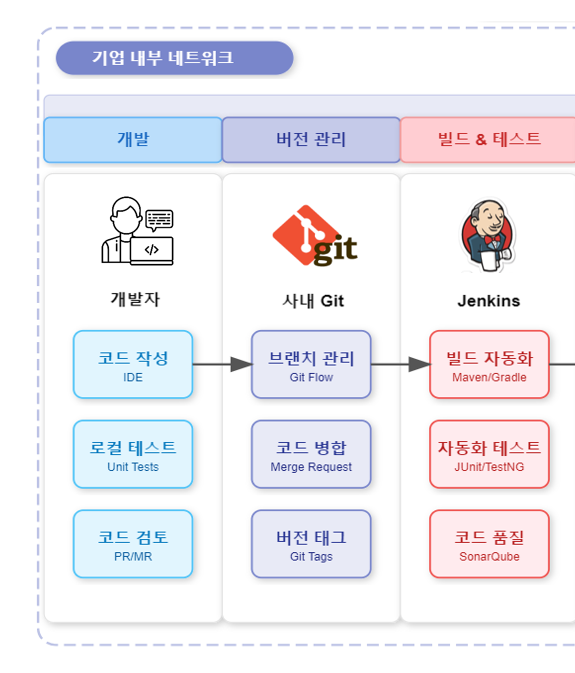 기업 내부 네트워크
개발
버전 관리
빌드 & 테스트
git
개발자
사내 Git
Jenkins
코드 작성
IDE
브랜치 관리
Git Flow
빌드 자동화
Maven/Gradle
로컬 테스트
Unit Tests
코드 병합
Merge Request
자동화 테스트
JUnit/TestNG
코드 검토
PR/MR
버전 태그
Git Tags
코드 품질
SonarQube